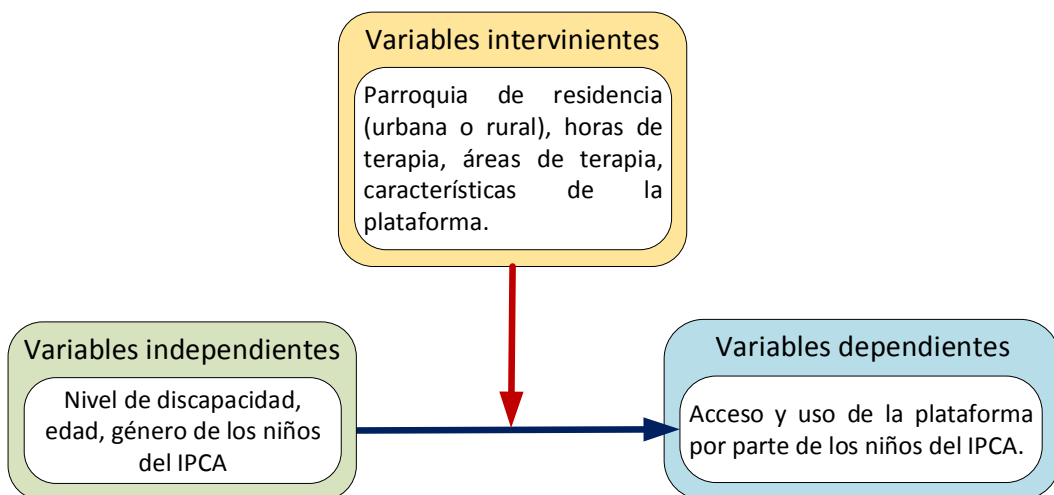 Variables intervinientes
Parroquia de residencia
(urbana o rural), horas de
terapia, áreas de terapia,
características de la
plataforma.
Variables independientes
Nivel de discapacidad,
edad, género de los niños
del IPCA
Variables dependientes
Acceso y uso de la plataforma
por parte de los niños del IPCA.